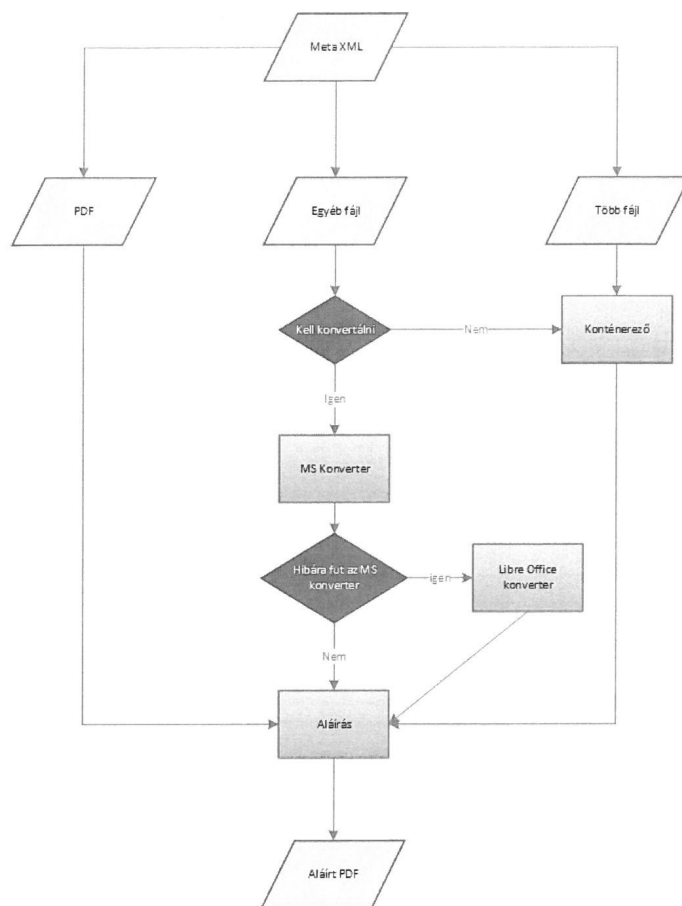 Meta XML
PDF
Egyéb fájl
Több fájl
Kell konvertálni
Nem
Konténerező
Igen
MS Konverter
Hibára fut az MS
konverter
igen
Libre Office
konverter
Nem
Aláírás
Aláírt PDF